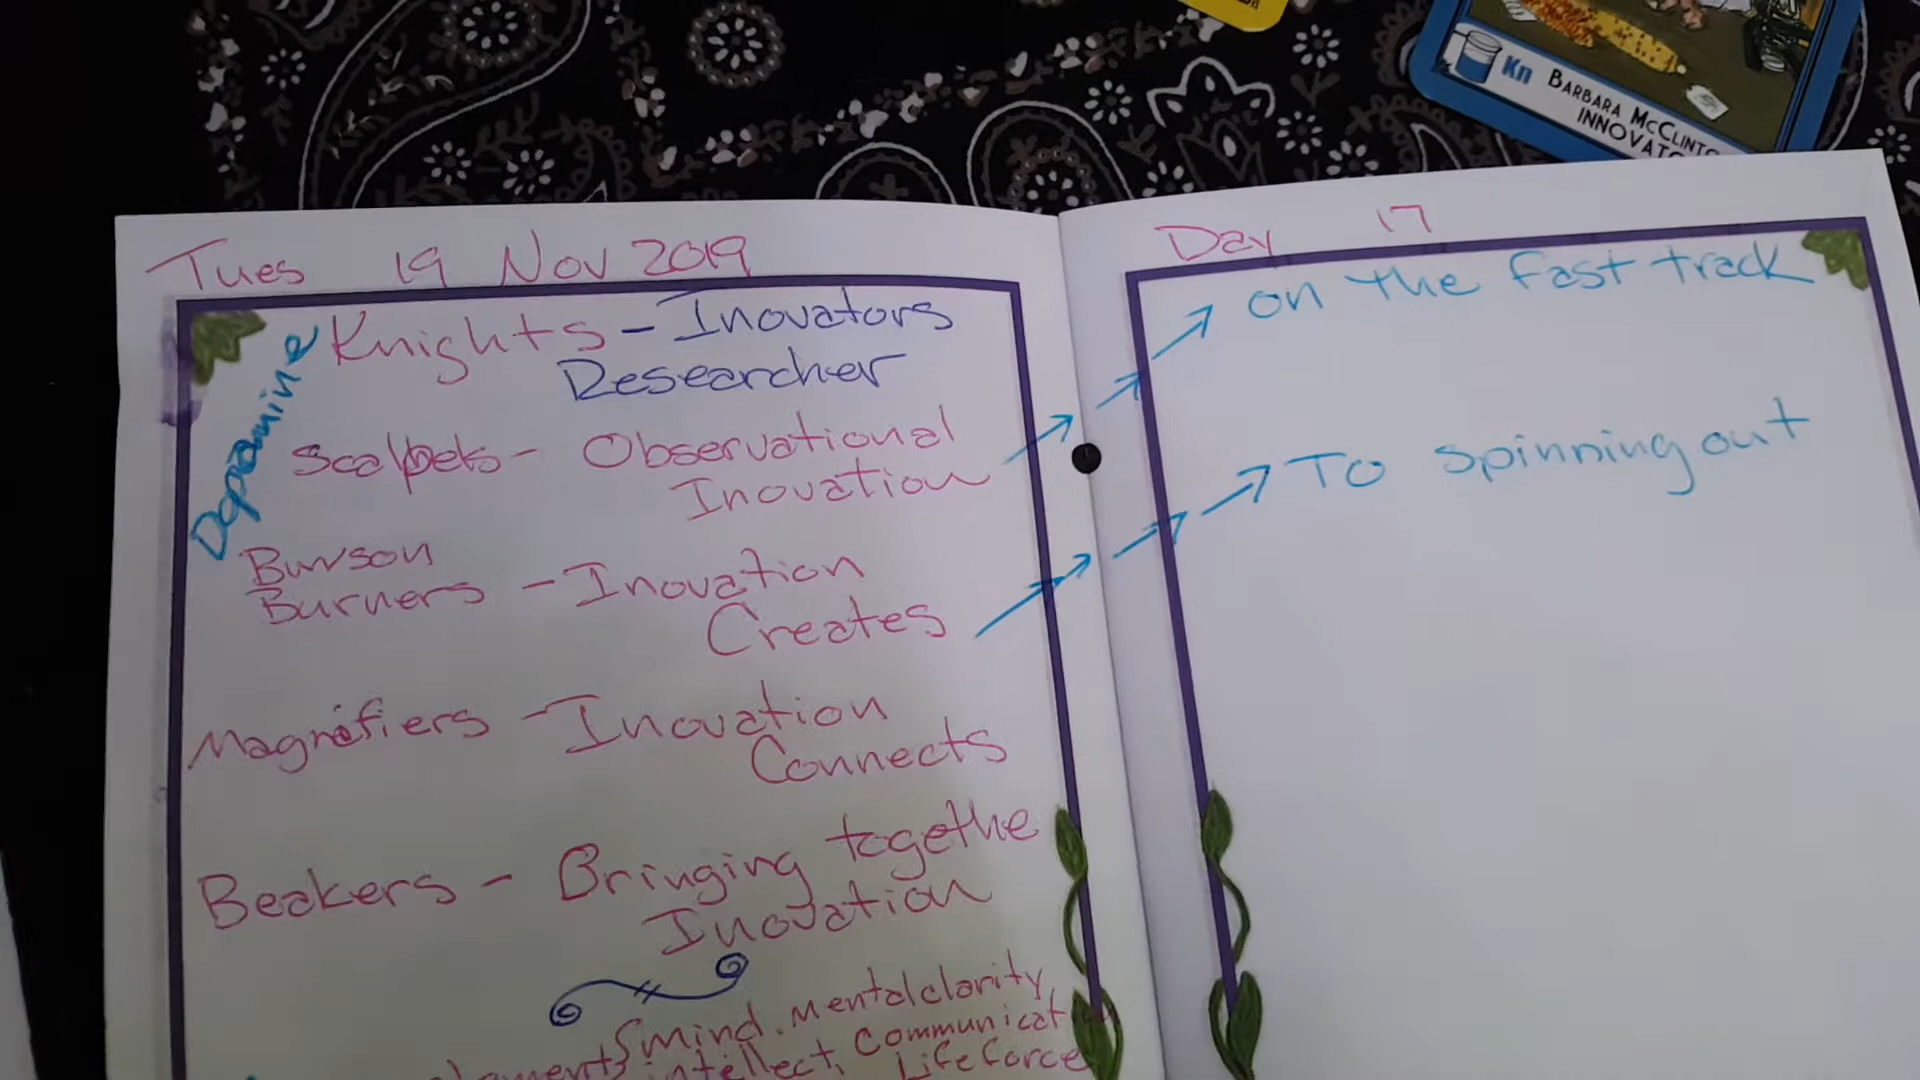 Kn BARBARA MCCLINTO
INNOVATO
Tues 19 Nov 2019
Dopamine
Knights - Inovators
Researcher
Scalpels - Observational
Inovation
Bunson
Burners - Inovation
Creates
Magnifiers - Inovation
Connects
Beakers - Bringing togethe
Inovation
mind. mental clarity,
intellect, Communicat
Life force
Day 17
on the fast track
To spinning out